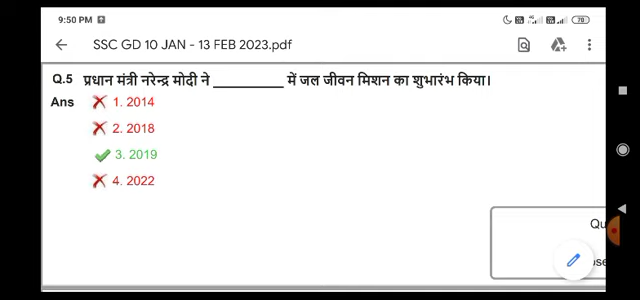 9:50 PM
70
SSC GD 10 JAN - 13 FEB 2023.pdf
Q.5 प्रधान मंत्री नरेन्द्र मोदी ने __________ में जल जीवन मिशन का शुभारंभ किया।
Ans 1. 2014
2. 2018
3. 2019
4. 2022
Qu